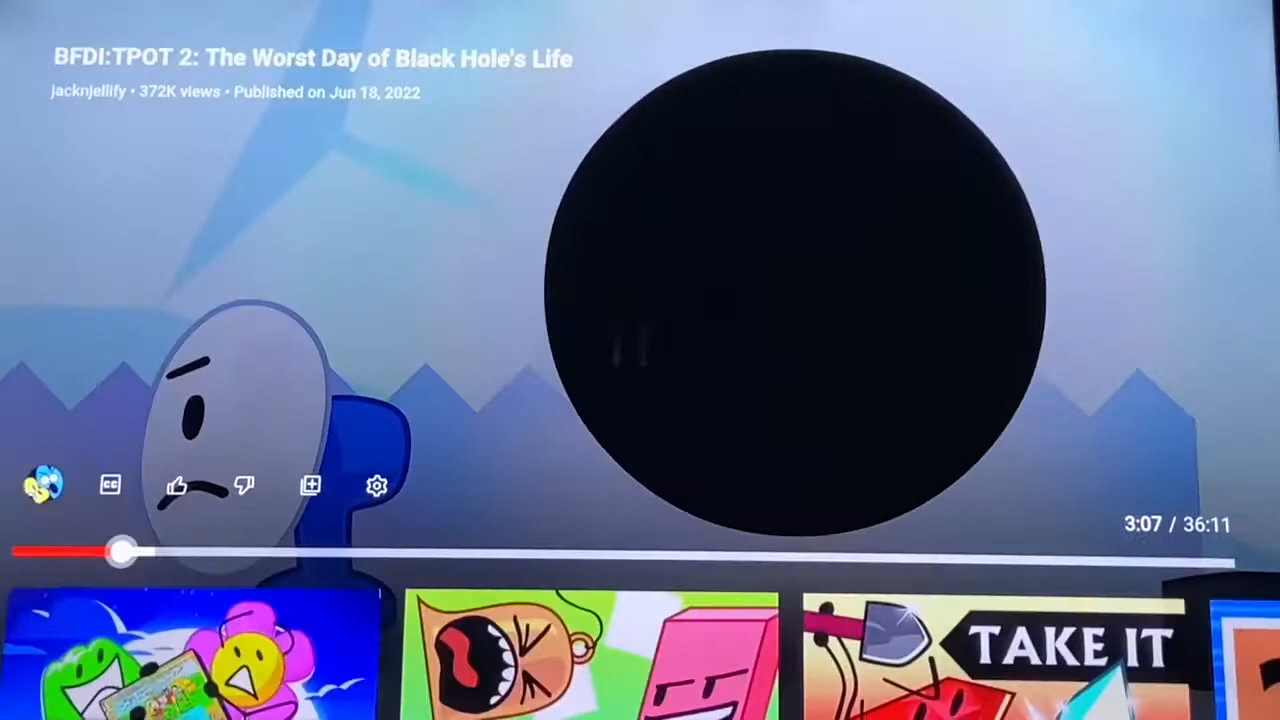 BFDI:TPOT 2: The Worst Day of Black Hole's Life
jacknjellify • 372K views • Published on Jun 18, 2022
CC
3:07 / 36:11
TAKE IT